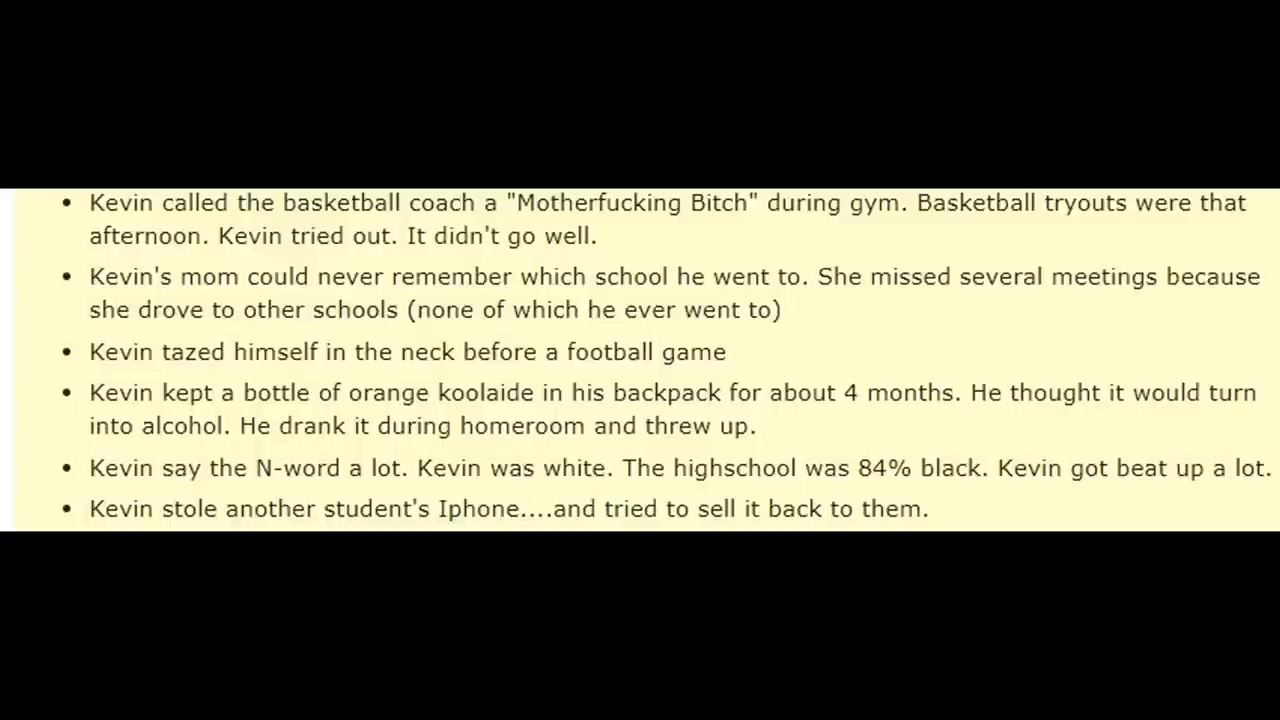 • Kevin called the basketball coach a "Motherfucking Bitch" during gym. Basketball tryouts were that
afternoon. Kevin tried out. It didn't go well.
• Kevin's mom could never remember which school he went to. She missed several meetings because
she drove to other schools (none of which he ever went to)
• Kevin tazed himself in the neck before a football game
• Kevin kept a bottle of orange koolaide in his backpack for about 4 months. He thought it would turn
into alcohol. He drank it during homeroom and threw up.
• Kevin say the N-word a lot. Kevin was white. The highschool was 84% black. Kevin got beat up a lot.
• Kevin stole another student's Iphone....and tried to sell it back to them.